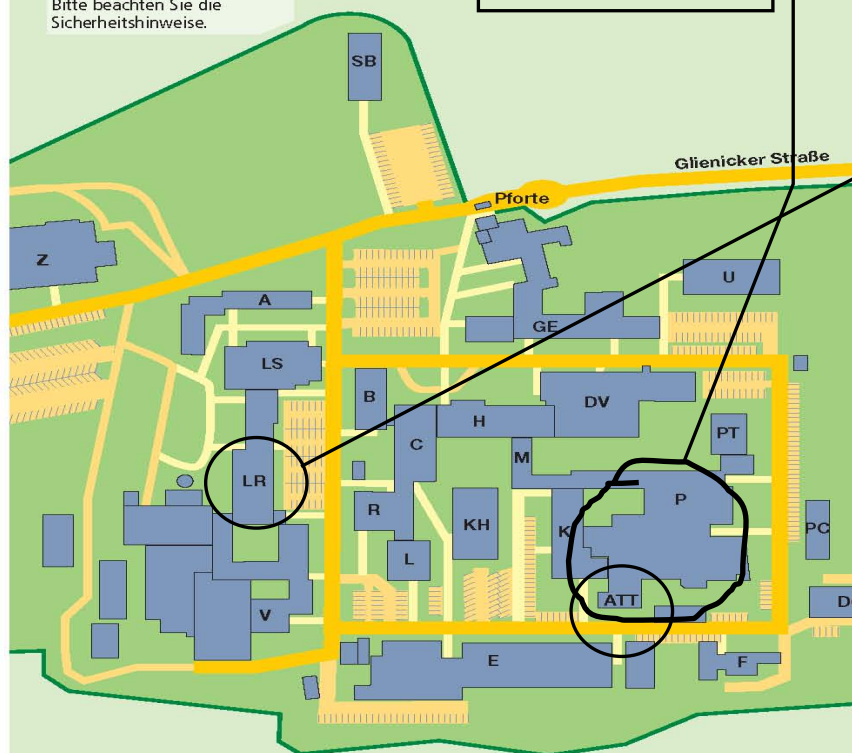 Bitte beachten Sie die
Sicherheitshinweise.
SB
Glienicker Straße
Pforte
Z
U
A
GE
LS
B
DV
H
PT
C
M
LR
P
R
KH
K
PC
L
ATT
D
V
E
F